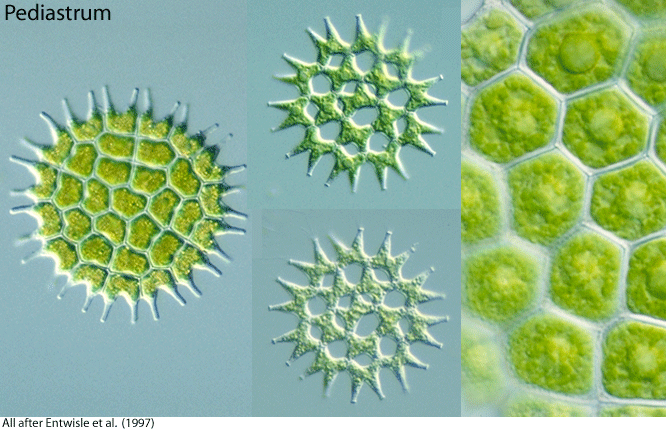 Pediastrum
All after Entwisle et al. (1997)